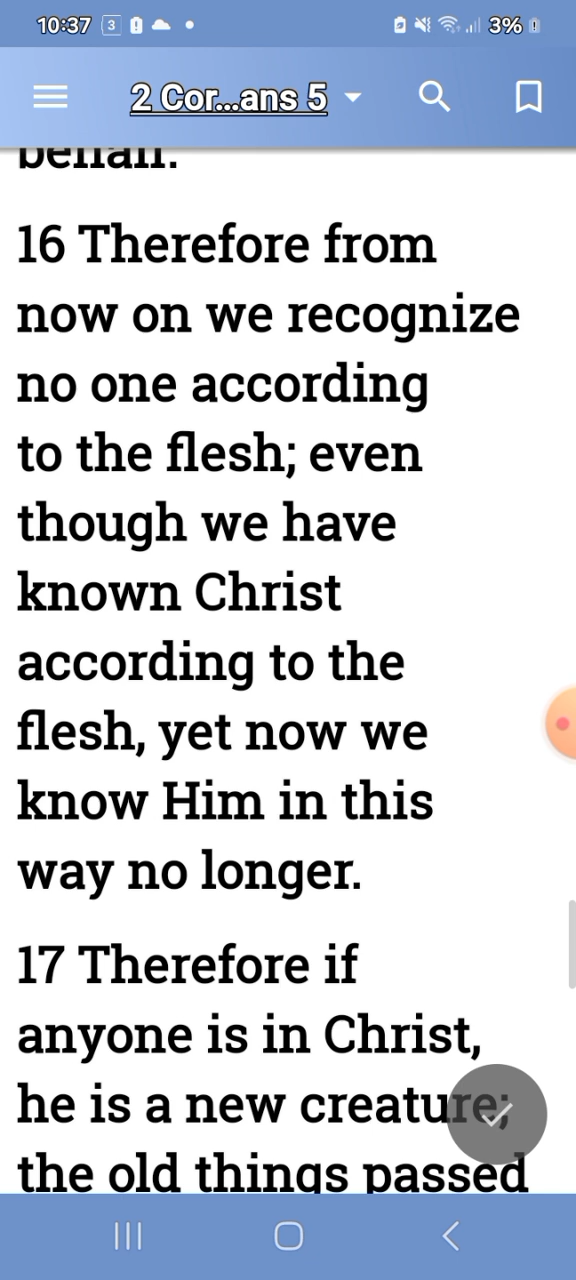 10:37 3 3%
2 Cor...ans 5
behalf.
16 Therefore from
now on we recognize
no one according
to the flesh; even
though we have
known Christ
according to the
flesh, yet now we
know Him in this
way no longer.
17 Therefore if
anyone is in Christ,
he is a new creature;
the old things passed